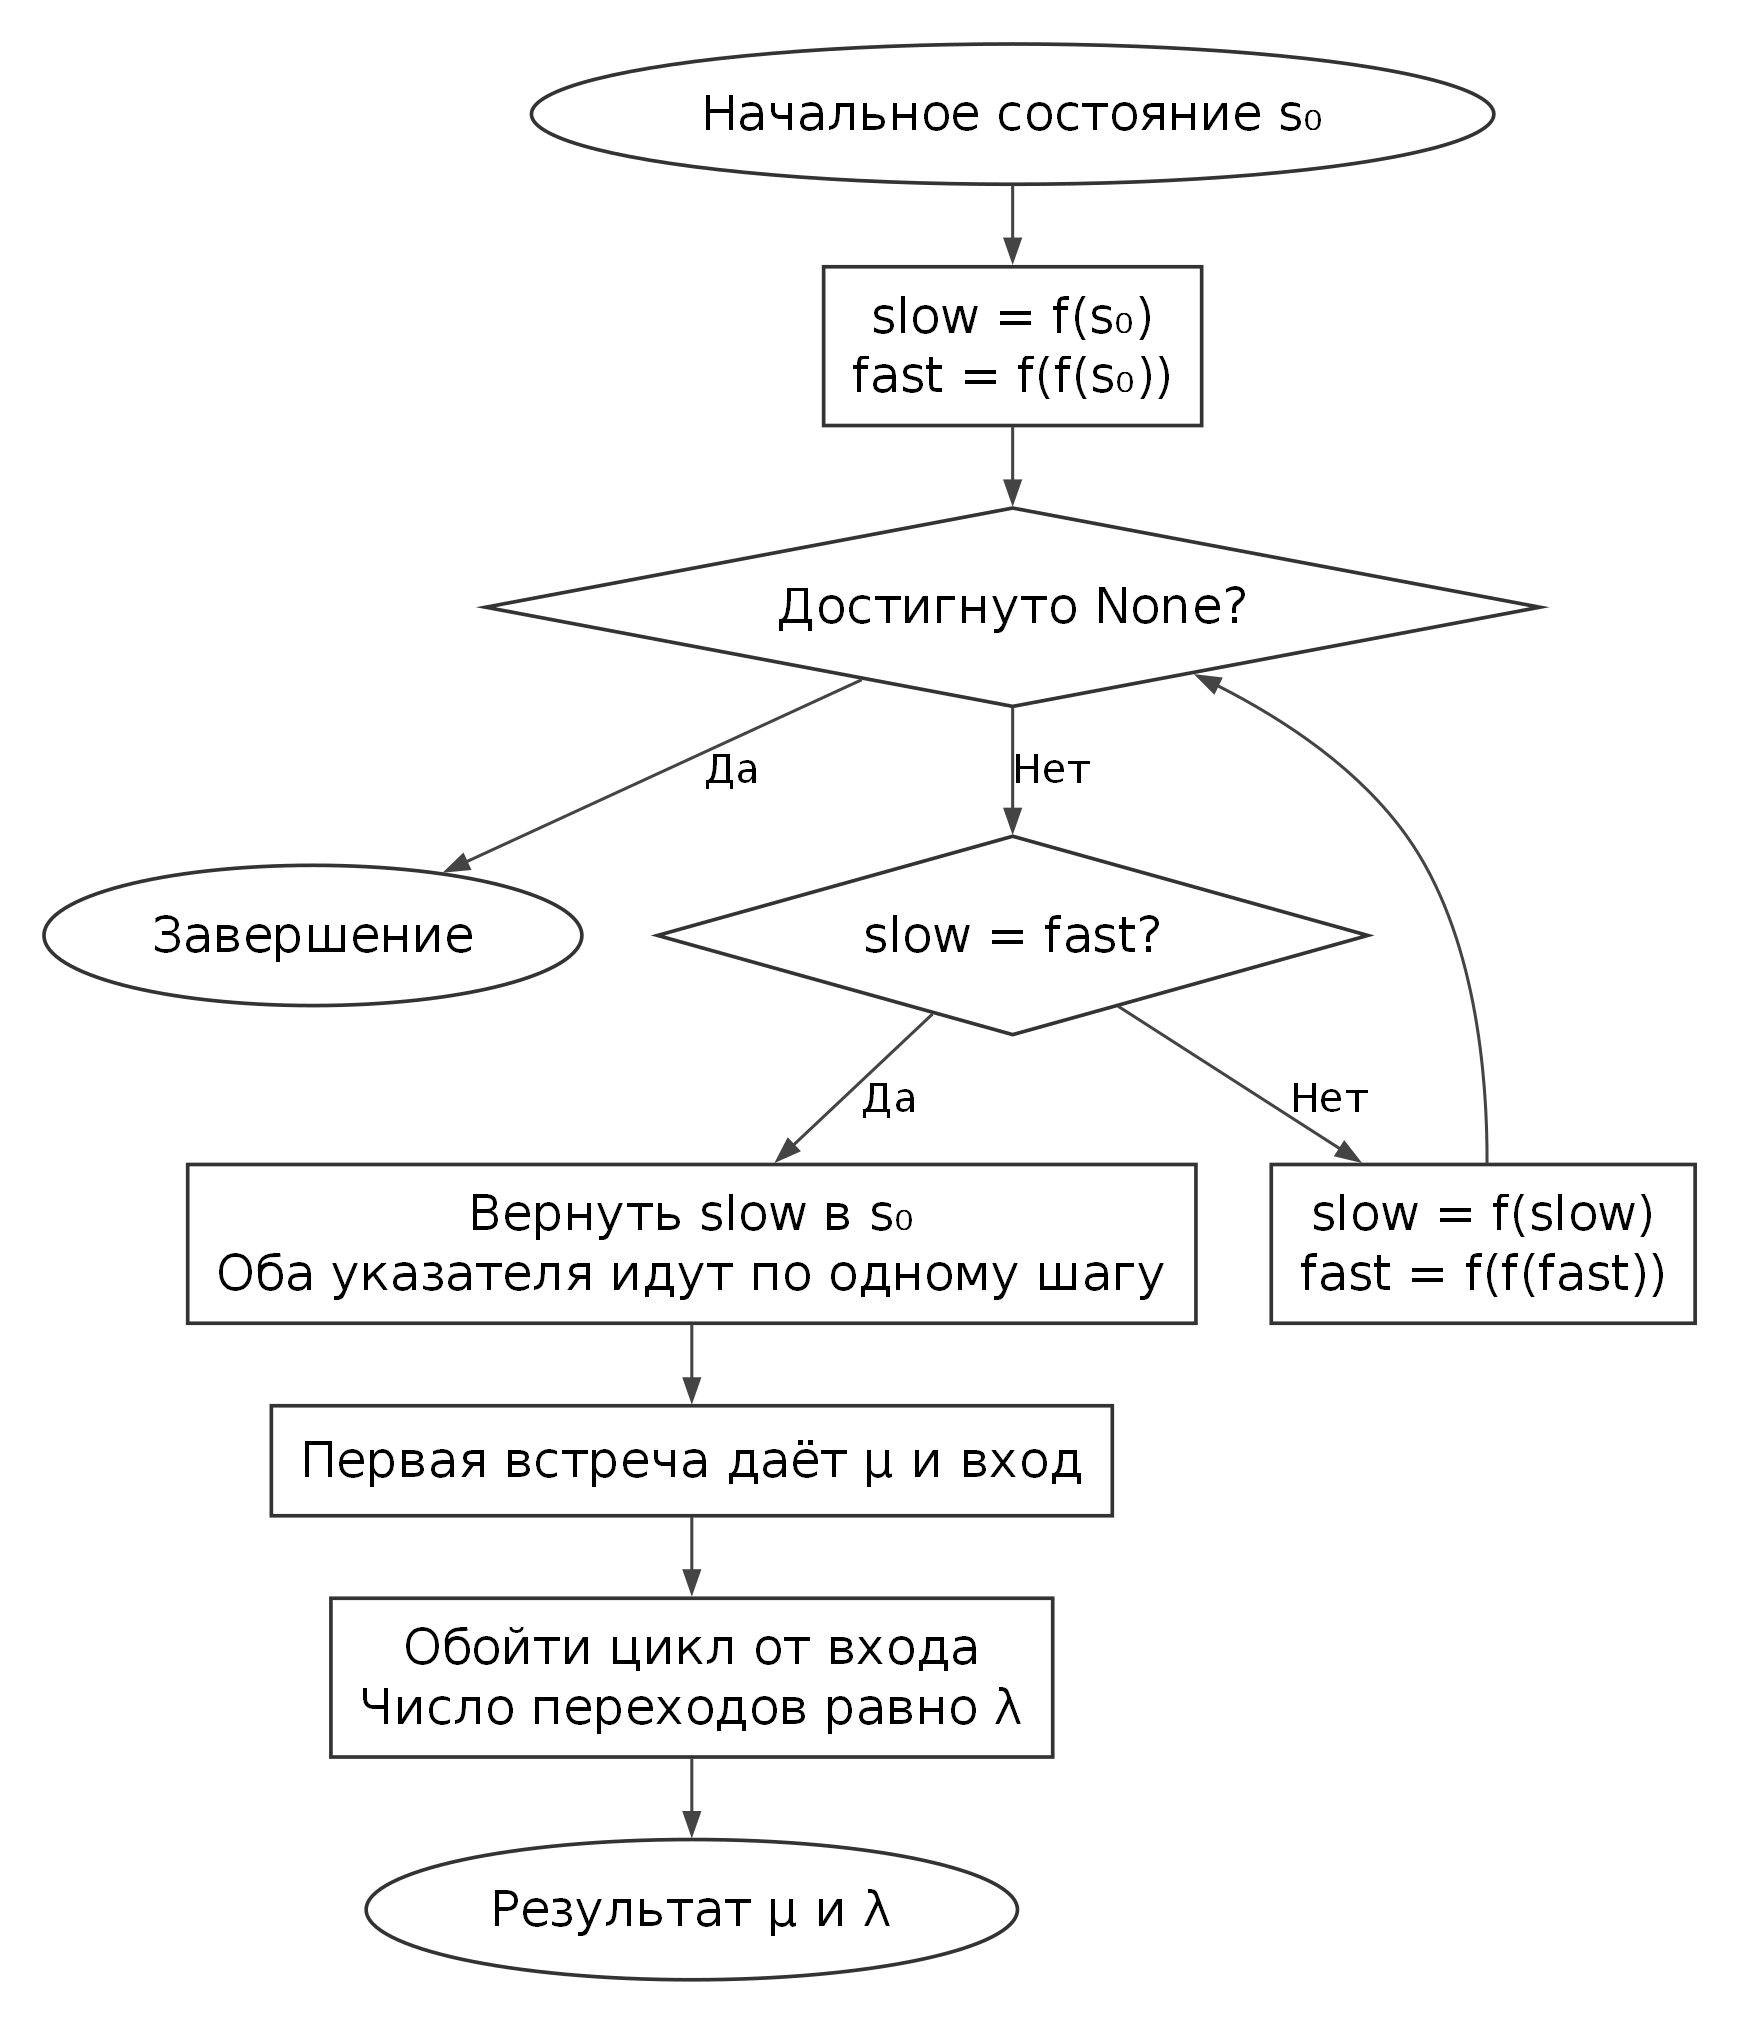 Начальное состояние s₀
slow = f(s₀)
fast = f(f(s₀))
Достигнуто None?
Да
Нет
Завершение
slow = fast?
Да
Нет
Вернуть slow в s₀
Оба указателя идут по одному шагу
slow = f(slow)
fast = f(f(fast))
Первая встреча даёт μ и вход
Обойти цикл от входа
Число переходов равно λ
Результат μ и λ